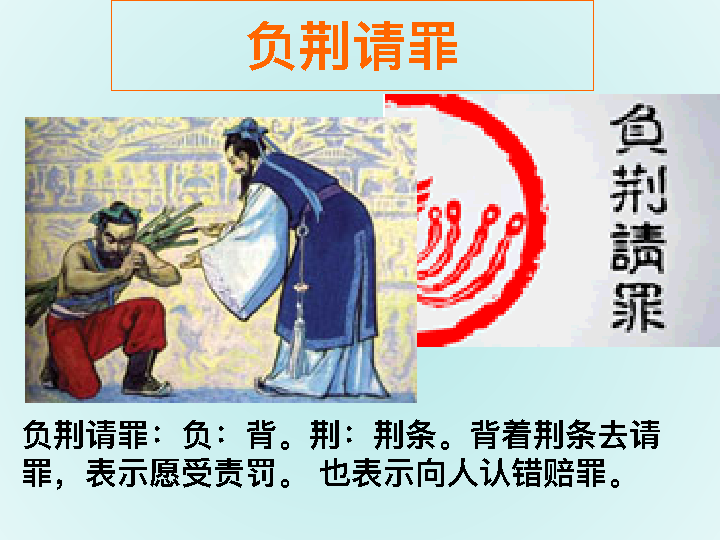 负荆请罪
负荆請罪
负荆请罪：负：背。荆：荆条。背着荆条去请
罪，表示愿受责罚。 也表示向人认错赔罪。